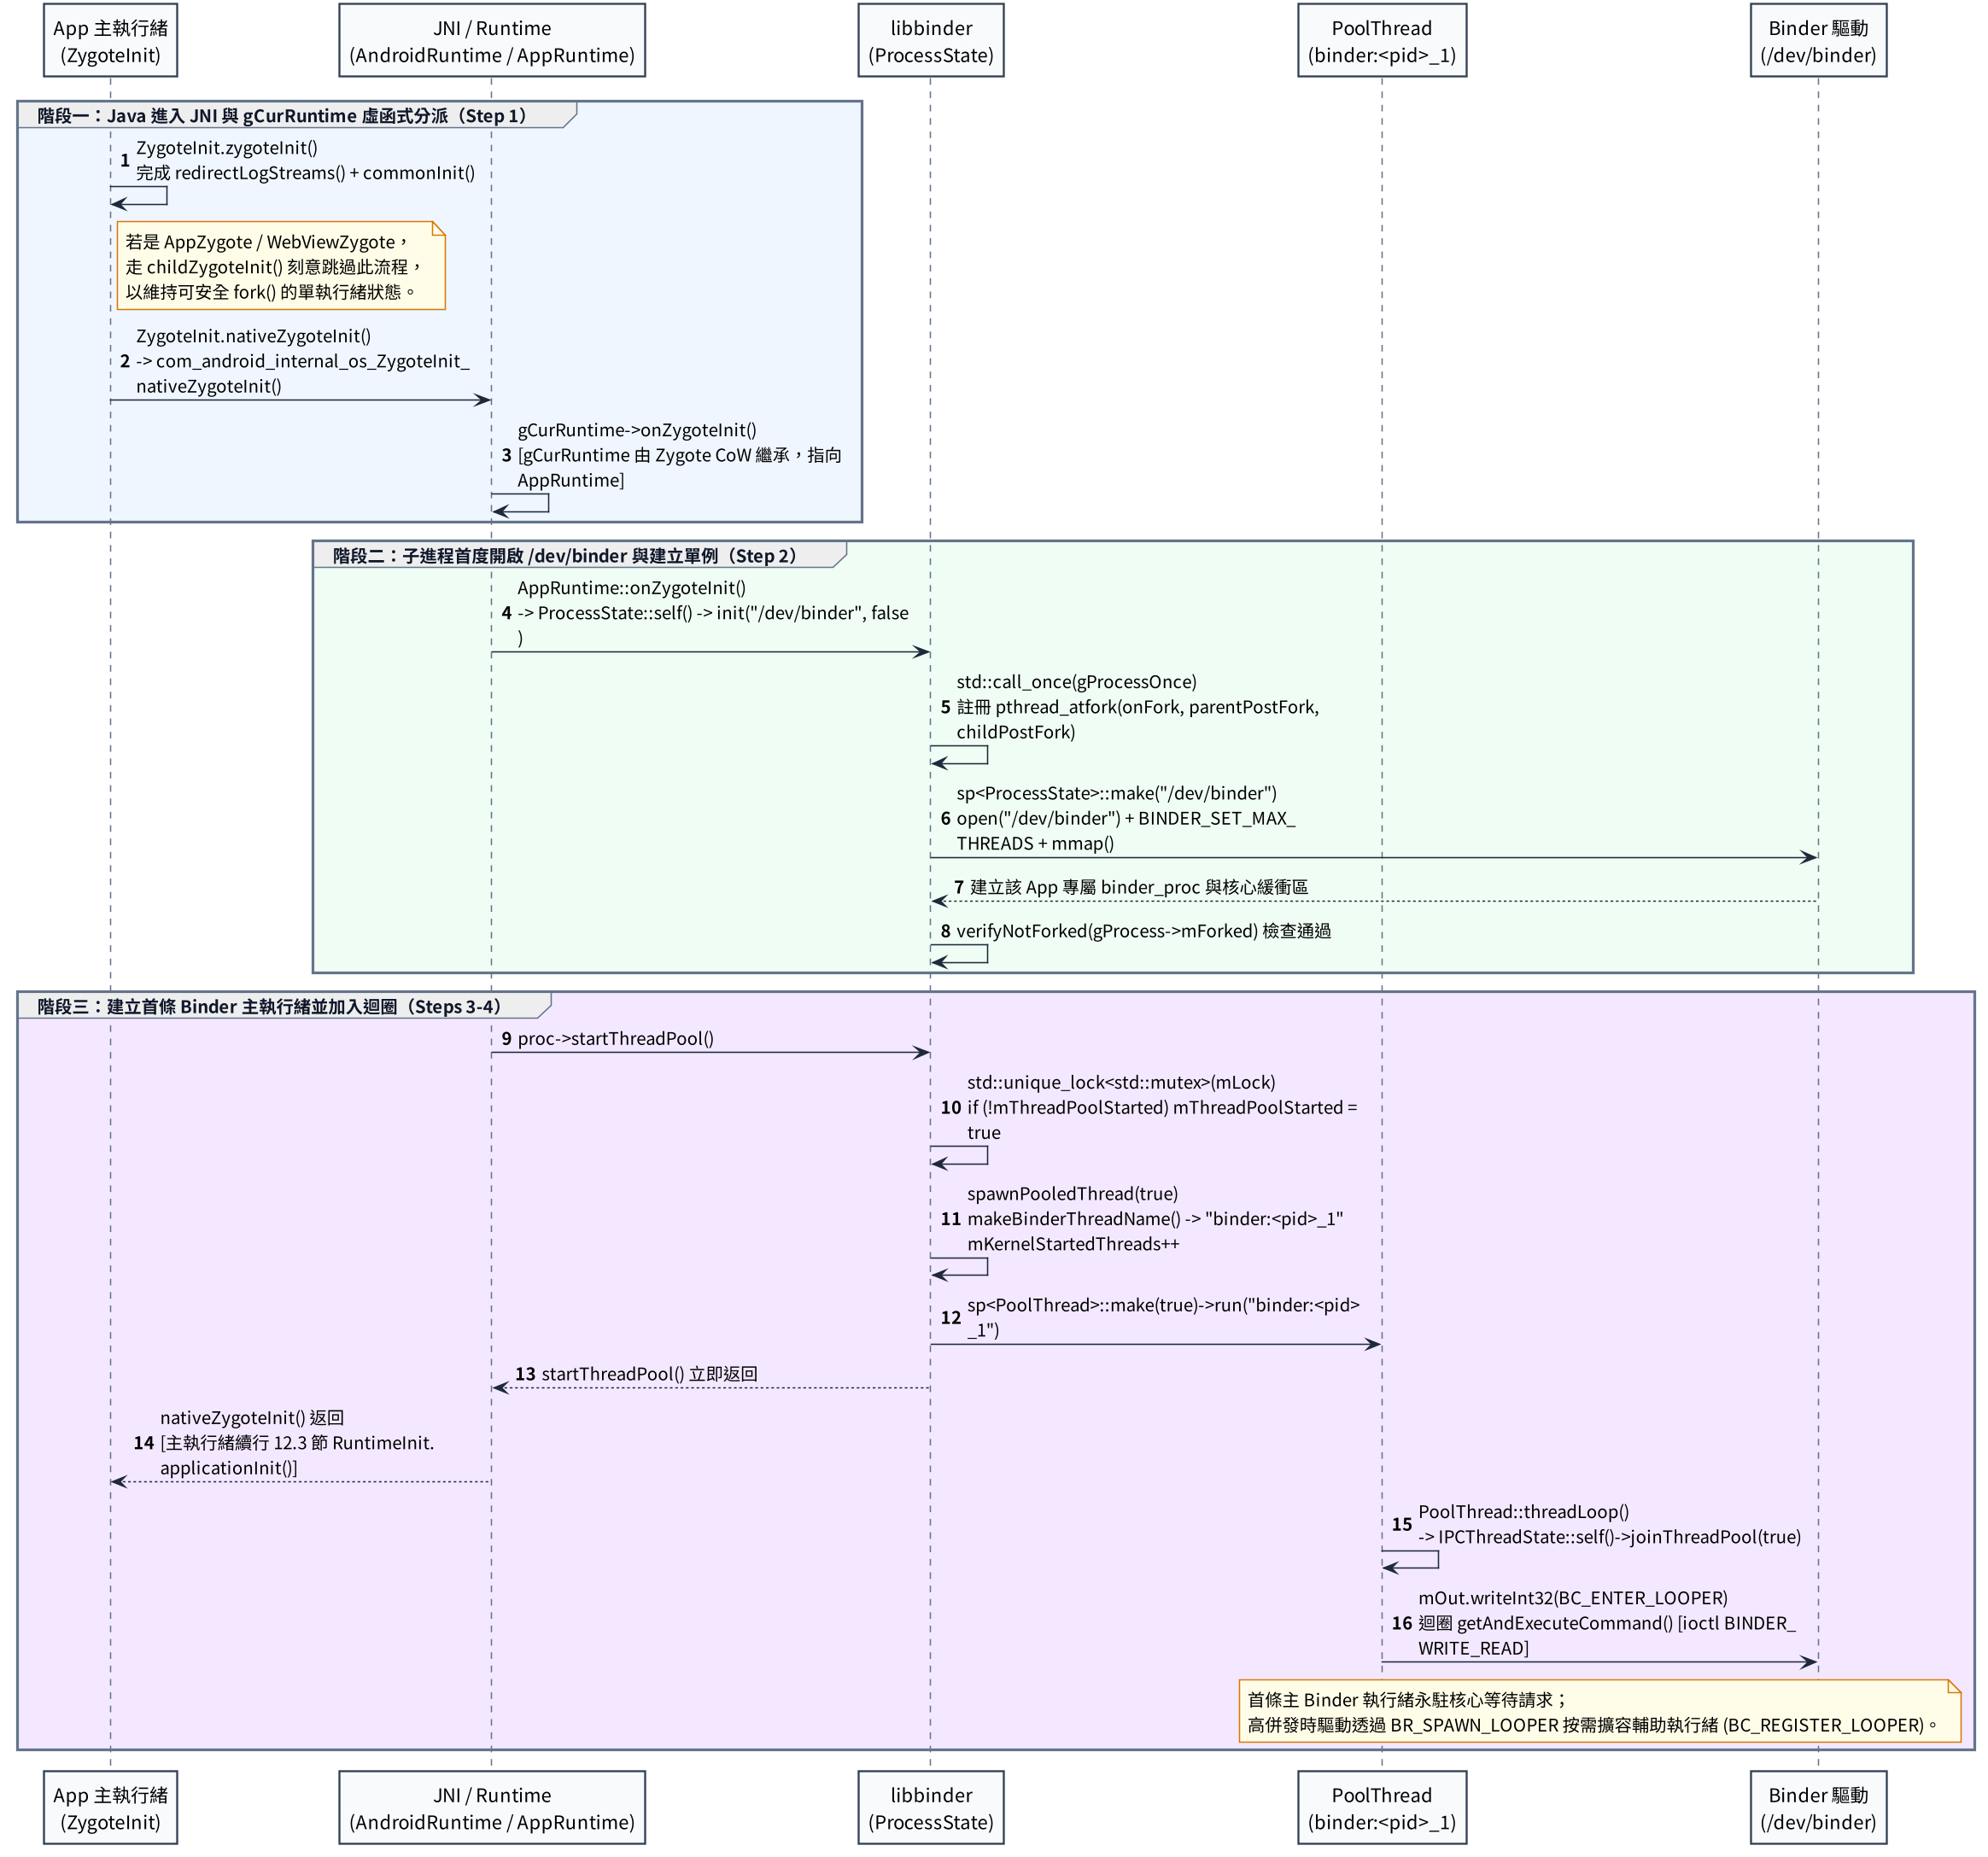 App 主執行緒
(ZygoteInit)
JNI / Runtime
(AndroidRuntime / AppRuntime)
libbinder
(ProcessState)
PoolThread
(binder:<pid>_1)
Binder 驅動
(/dev/binder)
階段一：Java 進入 JNI 與 gCurRuntime 虛函式分派（Step 1）
1 ZygoteInit.zygoteInit()
完成 redirectLogStreams() + commonInit()
若是 AppZygote / WebViewZygote，
走 childZygoteInit() 刻意跳過此流程，
以維持可安全 fork() 的單執行緒狀態。
2 ZygoteInit.nativeZygoteInit()
-> com_android_internal_os_ZygoteInit_
nativeZygoteInit()
3 gCurRuntime->onZygoteInit()
[gCurRuntime 由 Zygote CoW 繼承，指向
AppRuntime]
階段二：子進程首度開啟 /dev/binder 與建立單例（Step 2）
4 AppRuntime::onZygoteInit()
-> ProcessState::self() -> init("/dev/binder", false
)
5 std::call_once(gProcessOnce)
註冊 pthread_atfork(onFork, parentPostFork,
childPostFork)
6 sp<ProcessState>::make("/dev/binder")
open("/dev/binder") + BINDER_SET_MAX_
THREADS + mmap()
7 建立該 App 專屬 binder_proc 與核心緩衝區
8 verifyNotForked(gProcess->mForked) 檢查通過
階段三：建立首條 Binder 主執行緒並加入迴圈（Steps 3-4）
9 proc->startThreadPool()
10 std::unique_lock<std::mutex>(mLock)
if (!mThreadPoolStarted) mThreadPoolStarted =
true
11 spawnPooledThread(true)
makeBinderThreadName() -> "binder:<pid>_1"
mKernelStartedThreads++
12 sp<PoolThread>::make(true)->run("binder:<pid>
_1")
13 startThreadPool() 立即返回
14 nativeZygoteInit() 返回
[主執行緒續行 12.3 節 RuntimeInit.
applicationInit()]
15 PoolThread::threadLoop()
-> IPCThreadState::self()->joinThreadPool(true)
16 mOut.writeInt32(BC_ENTER_LOOPER)
迴圈 getAndExecuteCommand() [ioctl BINDER_
WRITE_READ]
首條主 Binder 執行緒永駐核心等待請求；
高併發時驅動透過 BR_SPAWN_LOOPER 按需擴容輔助執行緒 (BC_REGISTER_LOOPER)。
App 主執行緒
(ZygoteInit)
JNI / Runtime
(AndroidRuntime / AppRuntime)
libbinder
(ProcessState)
PoolThread
(binder:<pid>_1)
Binder 驅動
(/dev/binder)